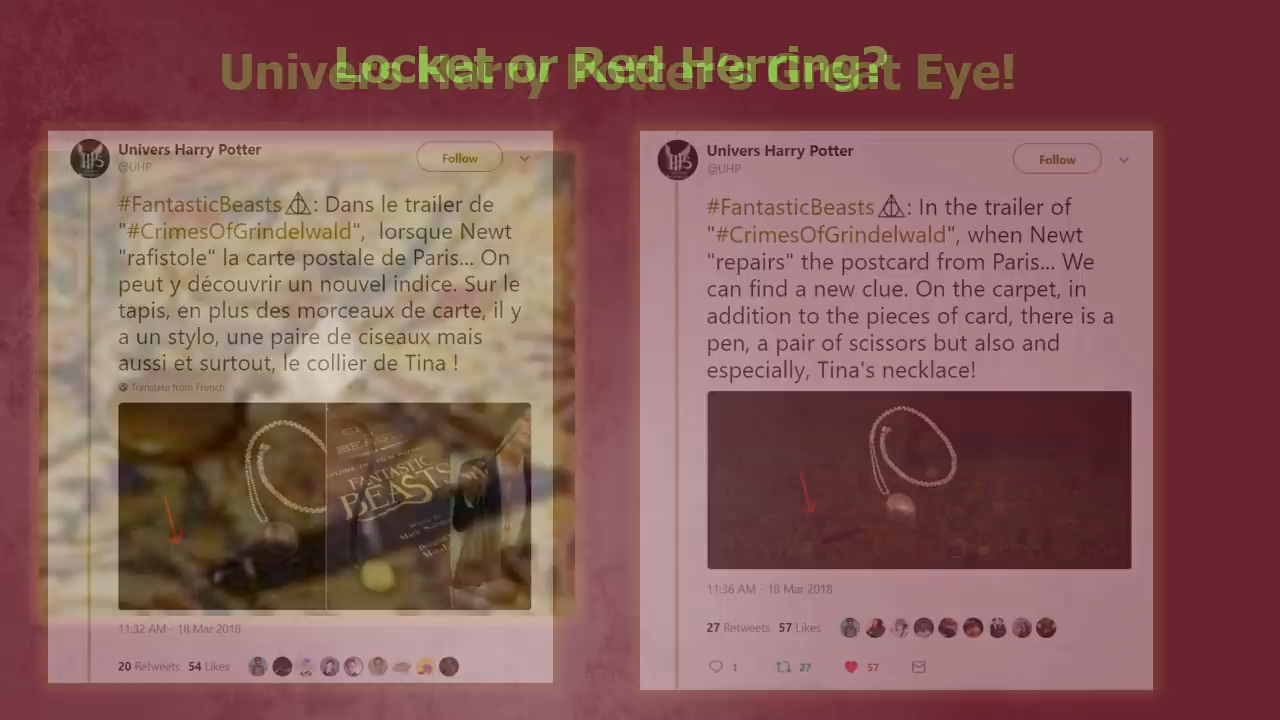 Locket or Red Herring?
Univers Harry Potter's Great Eye!
Univers Harry Potter
@UHP
Follow
#FantasticBeasts: Dans le trailer de
"#CrimesOfGrindelwald", lorsque Newt
"rafistole" la carte postale de Paris... On
peut y découvrir un nouvel indice. Sur le
tapis, en plus des morceaux de carte, il y
a un stylo, une paire de ciseaux mais
aussi et surtout, le collier de Tina !
Translate from French
FANTASTIC
BEASTS
11:32 AM - 18 Mar 2018
20 Retweets 54 Likes
Univers Harry Potter
@UHP
Follow
#FantasticBeasts: In the trailer of
"#CrimesOfGrindelwald", when Newt
"repairs" the postcard from Paris... We
can find a new clue. On the carpet, in
addition to the pieces of card, there is a
pen, a pair of scissors but also and
especially, Tina's necklace!
11:36 AM - 18 Mar 2018
27 Retweets 57 Likes
1 27 57